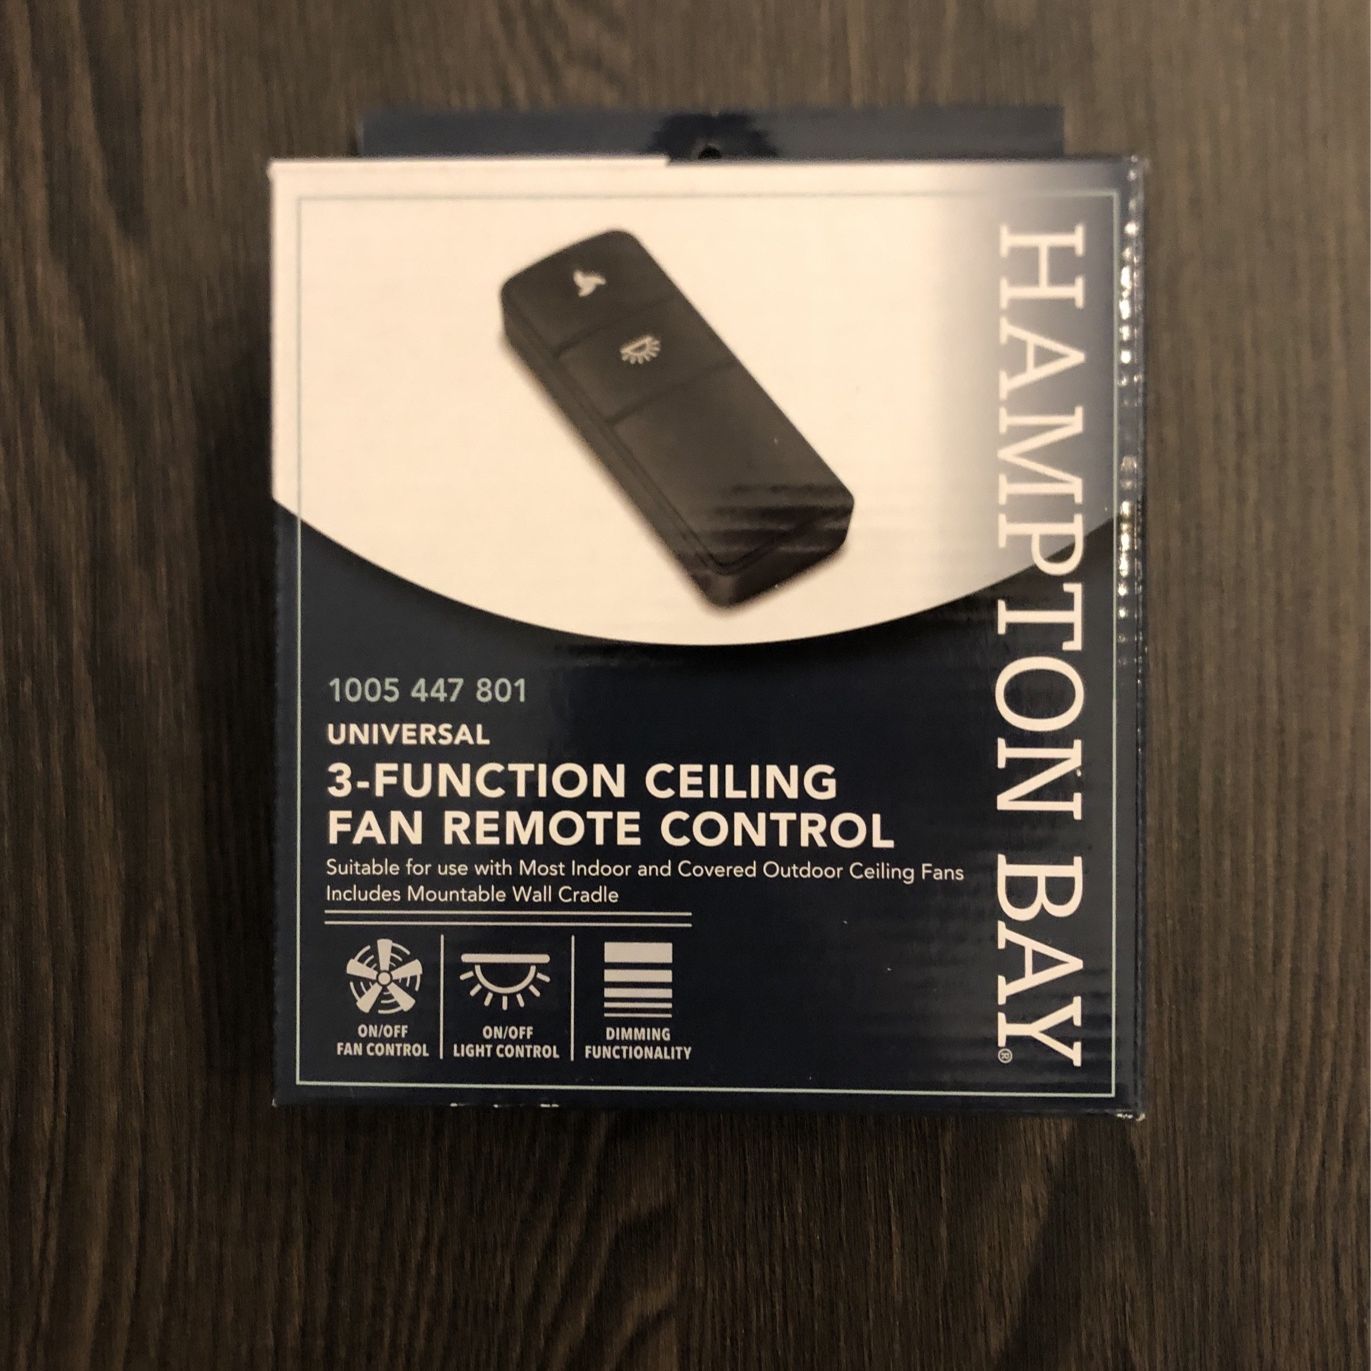 HAMPTON BAY®
1005 447 801
UNIVERSAL
3-FUNCTION CEILING
FAN REMOTE CONTROL
Suitable for use with Most Indoor and Covered Outdoor Ceiling Fans
Includes Mountable Wall Cradle
ON/OFF
FAN CONTROL
ON/OFF
LIGHT CONTROL
DIMMING
FUNCTIONALITY